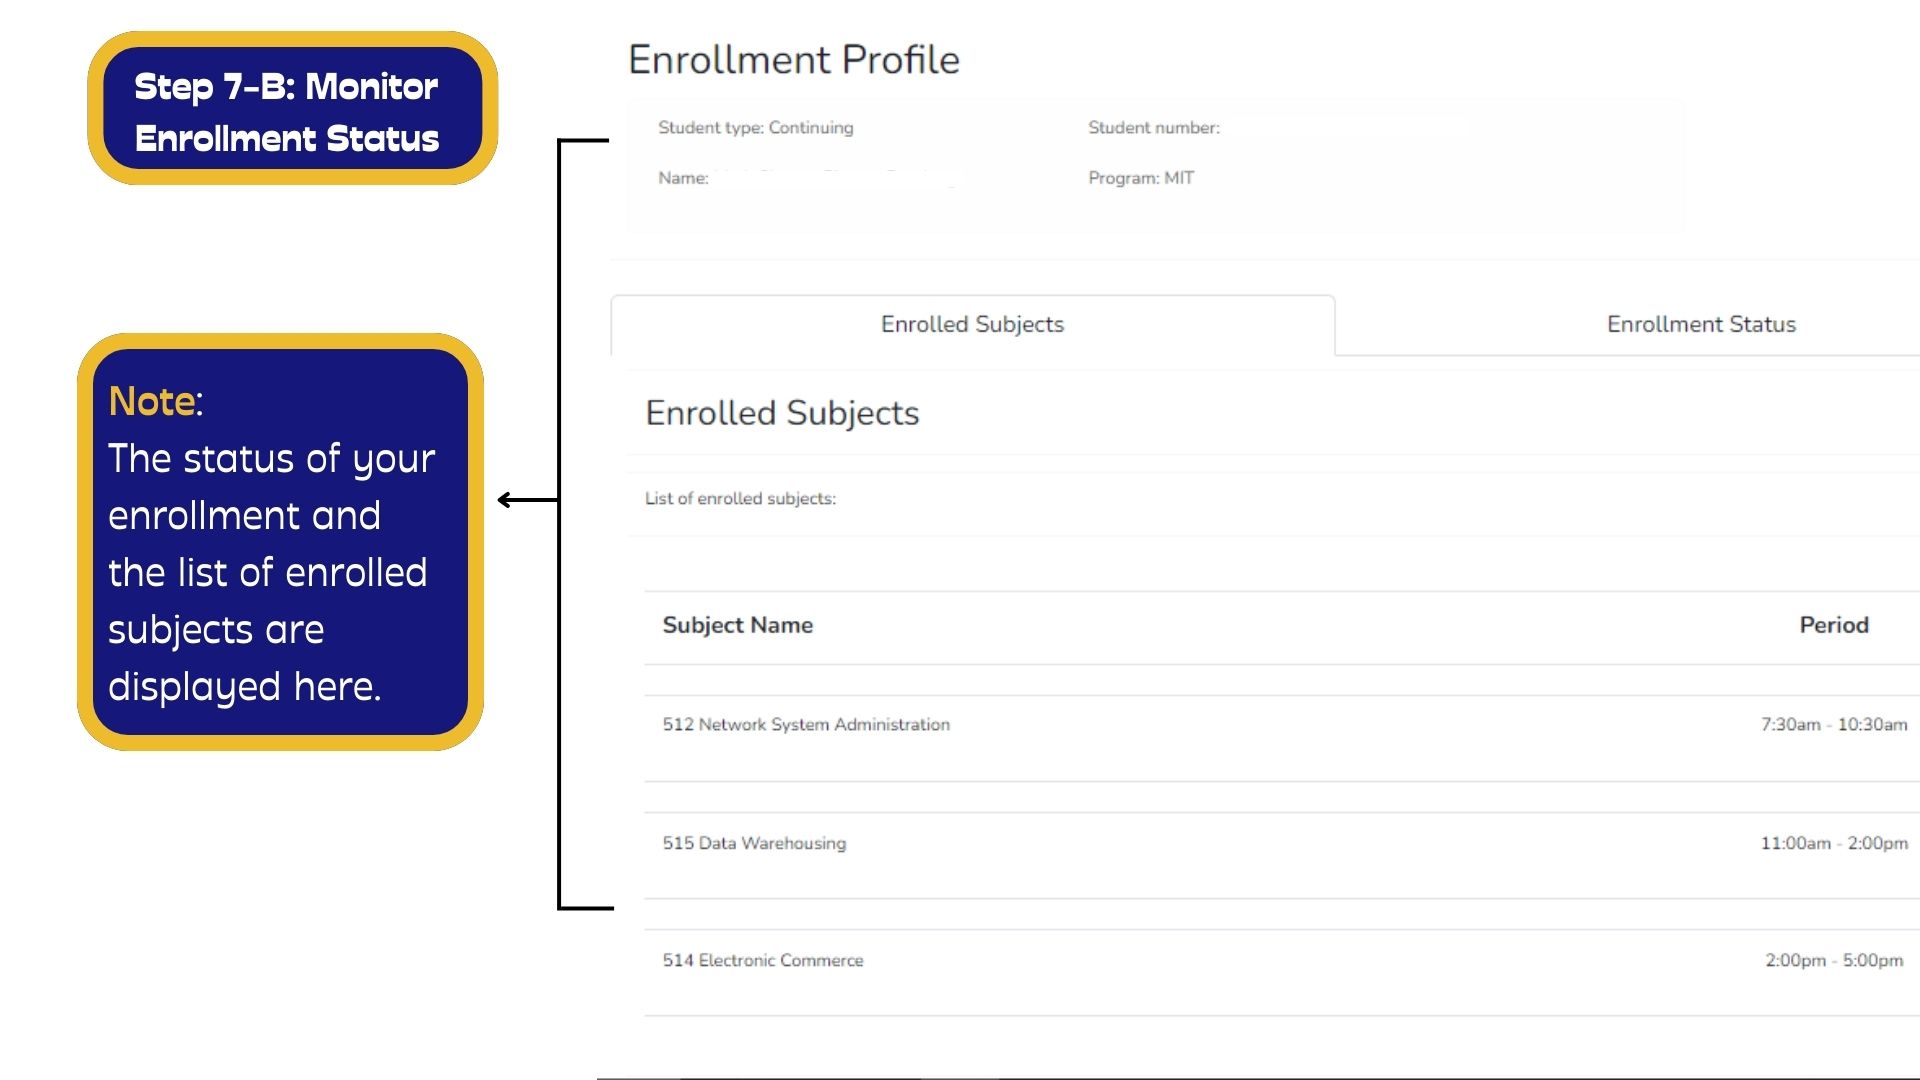 Step 7-B: Monitor
Enrollment Status
Note:
The status of your
enrollment and
the list of enrolled
subjects are
displayed here.
Enrollment Profile
Student type: Continuing
Student number:
Name:
Program: MIT
Enrolled Subjects
Enrollment Status
Enrolled Subjects
List of enrolled subjects:
Subject Name
Period
512 Network System Administration
7:30am - 10:30am
515 Data Warehousing
11:00am - 2:00pm
514 Electronic Commerce
2:00pm - 5:00pm